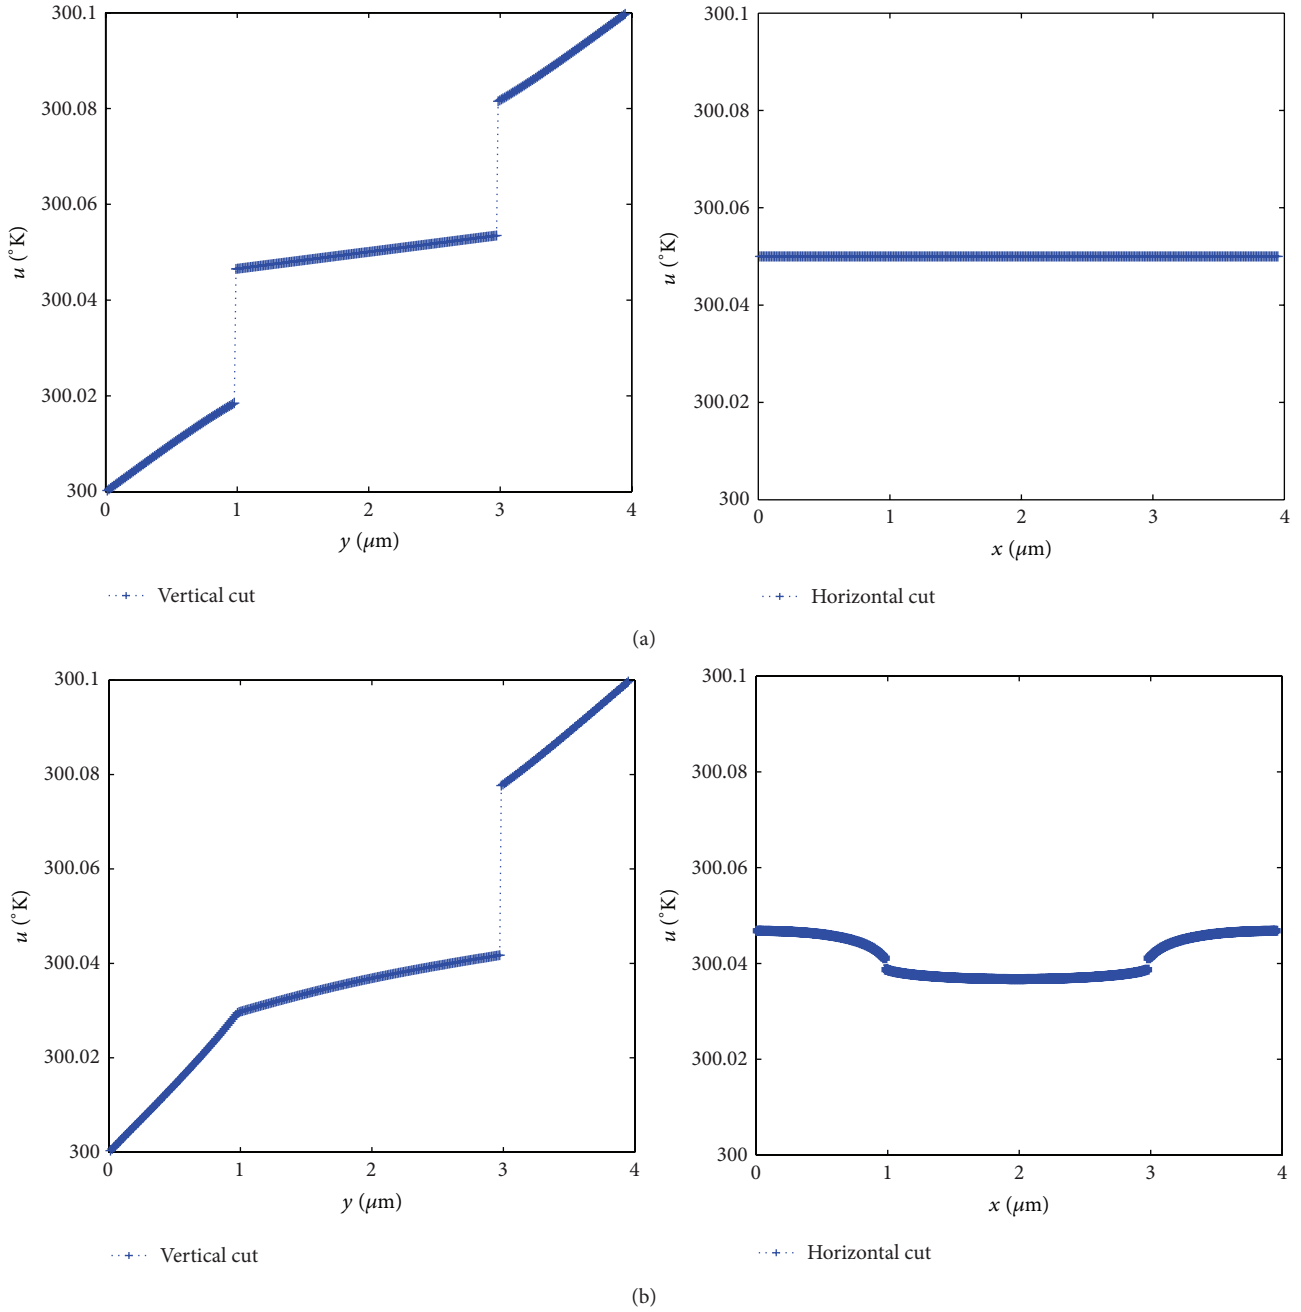 300.1
300.08
300.06
300.04
300.02
300
0 1 2 3 4
u (°K)
y (μm)
Vertical cut
300.1
300.08
300.06
300.04
300.02
300
0 1 2 3 4
u (°K)
x (μm)
Horizontal cut
(a)
300.1
300.08
300.06
300.04
300.02
300
0 1 2 3 4
u (°K)
y (μm)
Vertical cut
300.1
300.08
300.06
300.04
300.02
300
0 1 2 3 4
u (°K)
x (μm)
Horizontal cut
(b)